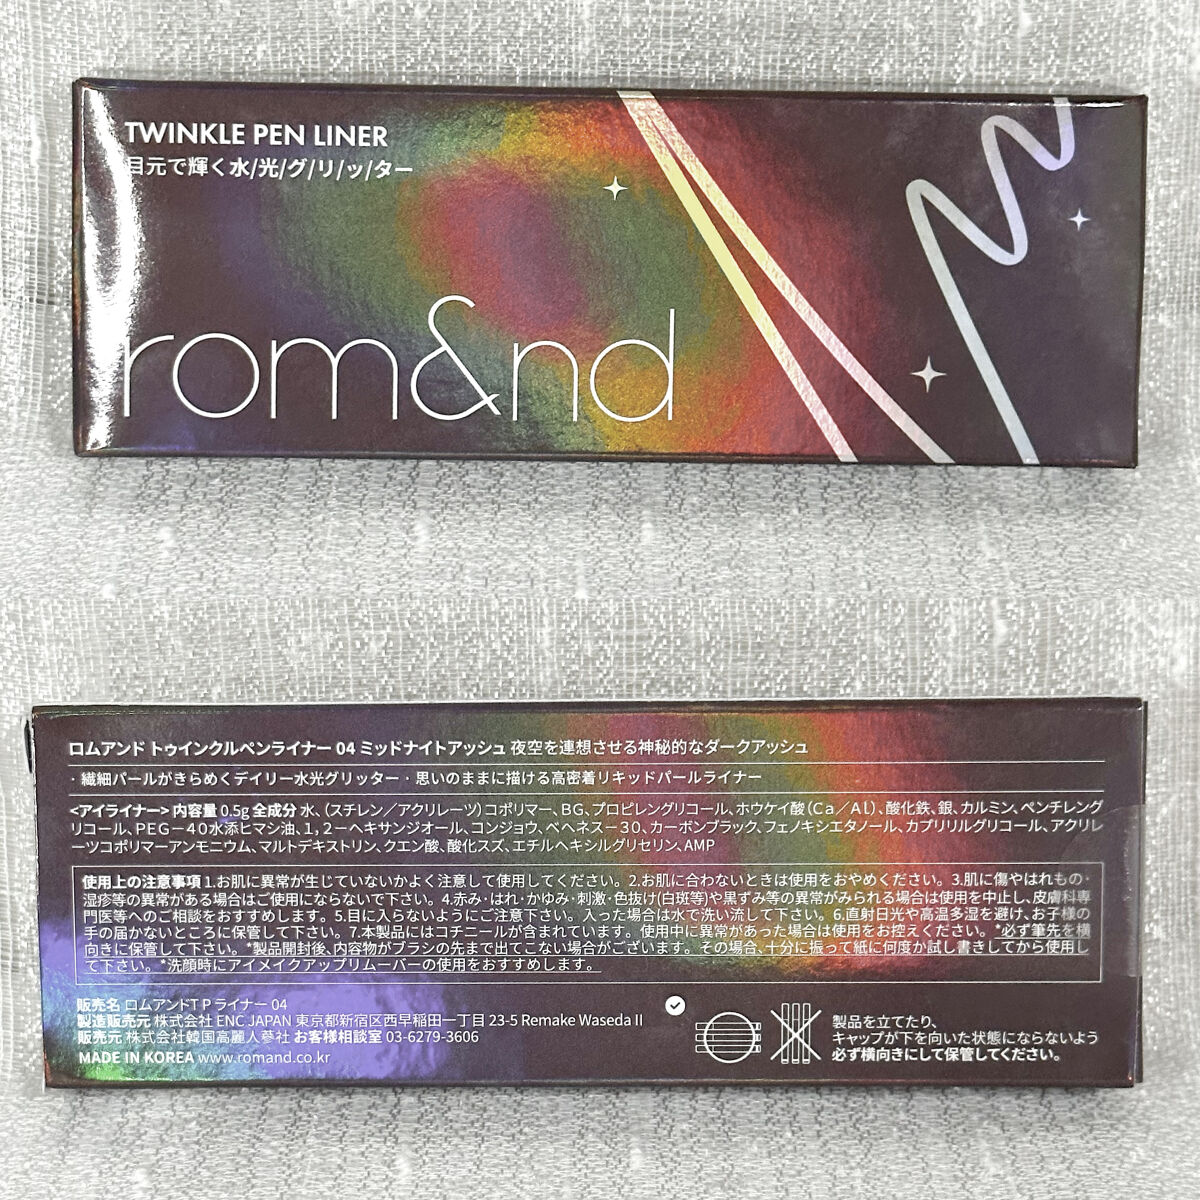 TWINKLE PEN LINER
目元で輝く水/光/グ/リ/ッ/ター
rom&nd
ロムアンド トゥインクルペンライナー 04 ミッドナイトアッシュ 夜空を連想させる神秘的なダークアッシュ
・繊細パールがきらめくデイリー水光グリッター・思いのままに描ける高密着リキッドパールライナー
<アイライナー> 内容量 0.5g 全成分 水、(スチレン／アクリレーツ)コポリマー、BG、プロピレングリコール、ホウケイ酸(Ca／Al)、酸化鉄、銀、カルミン、ペンチレング
リコール、PEG－40水添ヒマシ油、1，2－ヘキサンジオール、コンジョウ、ベヘネス－30、カーボンブラック、フェノキシエタノール、カプリリルグリコール、アクリレ
ーツコポリマーアンモニウム、マルトデキストリン、クエン酸、酸化スズ、エチルヘキシルグリセリン、AMP
使用上の注意事項 1.お肌に異常が生じていないかよく注意して使用してください。2.お肌に合わないときは使用をおやめください。3.肌に傷やはれもの・
湿疹等の異常がある場合はご使用にならないで下さい。4.赤み・はれ・かゆみ・刺激・色抜け(白斑等)や黒ずみ等の異常がみられる場合は使用を中止し、皮膚科専
門医等へのご相談をおすすめします。5.目に入らないようにご注意下さい。入った場合は水で洗い流して下さい。6.直射日光や高温多湿を避け、お子様の
手の届かないところに保管して下さい。7.本製品にはコチニールが含まれています。使用中に異常があった場合は使用をお控えください。*必ず筆先を横
向きに保管して下さい。*製品開封後、内容物がブラシの先まで出てこない場合がございます。その場合、十分に振って紙に何度か試し書きしてから使用し
て下さい。*洗顔時にアイメイクアップリムーバーの使用をおすすめします。
販売名 ロムアンドT P ライナー 04
製造販売元 株式会社 ENC JAPAN 東京都新宿区西早稲田一丁目 23-5 Remake Waseda II
販売元 株式会社韓国高麗人参社 お客様相談室 03-6279-3606
MADE IN KOREA www.romand.co.kr
製品を立てたり、
キャップが下を向いた状態にならないよう
必ず横向きにして保管してください。